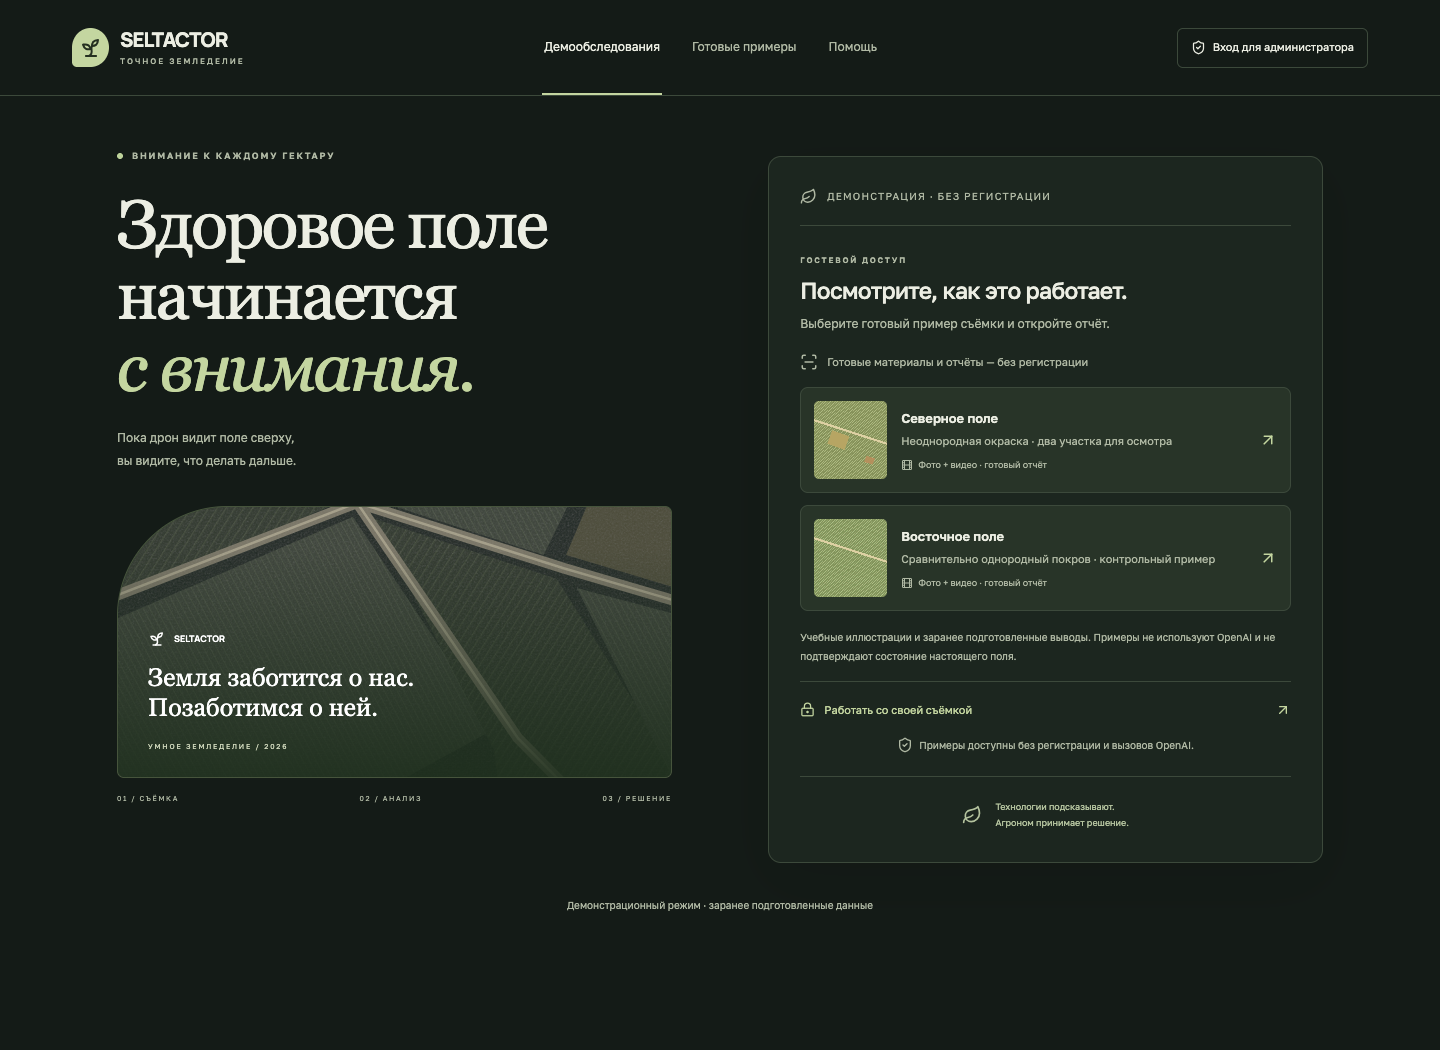 SELTACTOR
ТОЧНОЕ ЗЕМЛЕДЕЛИЕ
Демообследования
Готовые примеры
Помощь
Вход для администратора
ВНИМАНИЕ К КАЖДОМУ ГЕКТАРУ
Здоровое поле
начинается
с внимания.
Пока дрон видит поле сверху,
вы видите, что делать дальше.
SELTACTOR
Земля заботится о нас.
Позаботимся о ней.
УМНОЕ ЗЕМЛЕДЕЛИЕ / 2026
01 / СЪЁМКА
02 / АНАЛИЗ
03 / РЕШЕНИЕ
ДЕМОНСТРАЦИЯ · БЕЗ РЕГИСТРАЦИИ
ГОСТЕВОЙ ДОСТУП
Посмотрите, как это работает.
Выберите готовый пример съёмки и откройте отчёт.
Готовые материалы и отчёты — без регистрации
Северное поле
Неоднородная окраска · два участка для осмотра
Фото + видео · готовый отчёт
Восточное поле
Сравнительно однородный покров · контрольный пример
Фото + видео · готовый отчёт
Учебные иллюстрации и заранее подготовленные выводы. Примеры не используют OpenAI и не
подтверждают состояние настоящего поля.
Работать со своей съёмкой
Примеры доступны без регистрации и вызовов OpenAI.
Технологии подсказывают.
Агроном принимает решение.
Демонстрационный режим · заранее подготовленные данные